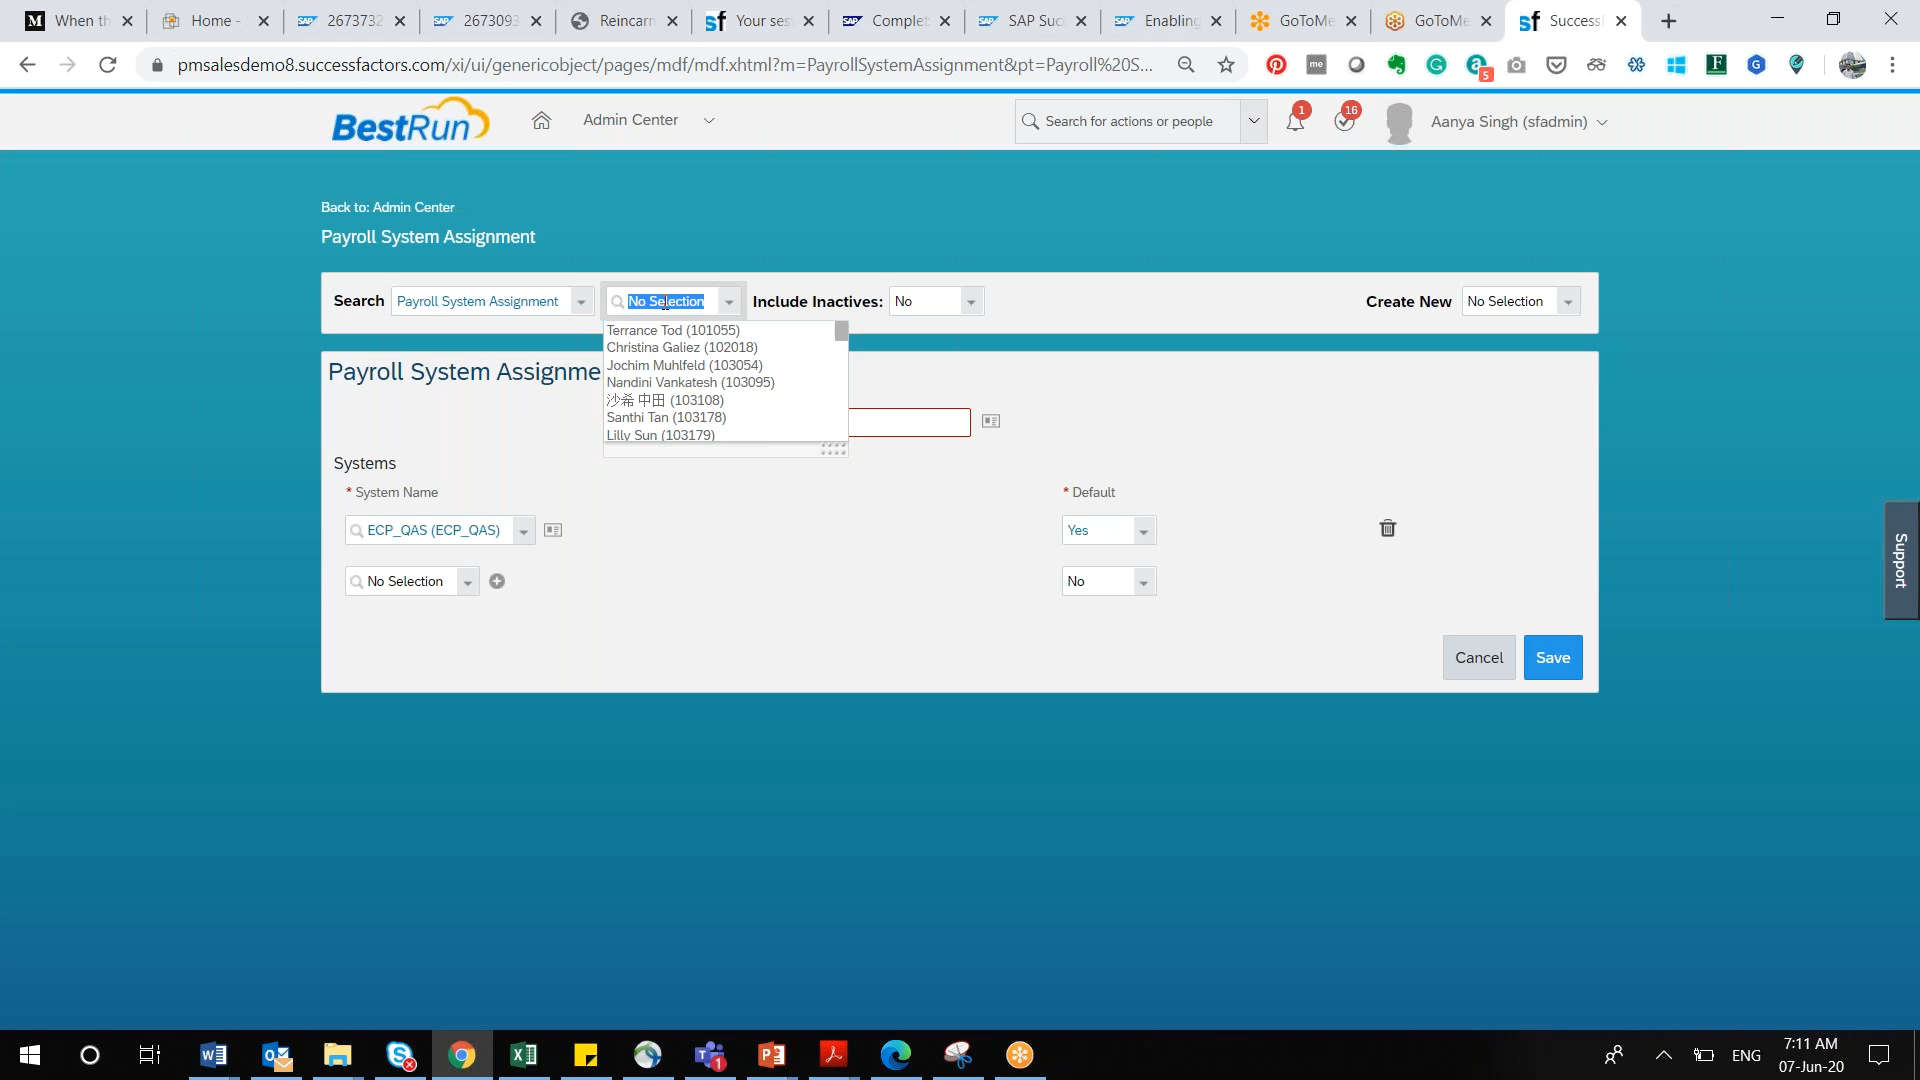 When th
Home -
2673732
2673093
Reincarn
Your ses
Complet
SAP Suc
Enabling
GoToMe
GoToMe
Success
pmsalesdemo8.successfactors.com/xi/ui/genericobject/pages/mdf/mdf.xhtml?m=PayrollSystemAssignment&pt=Payroll%20S...
5
BestRun
Admin Center
Search for actions or people
1
16
Aanya Singh (sfadmin)
Back to: Admin Center
Payroll System Assignment
Search
Payroll System Assignment
No Selection
Include Inactives:
No
Create New
No Selection
Terrance Tod (101055)
Christina Galiez (102018)
Jochim Muhlfeld (103054)
Nandini Vankatesh (103095)
沙希 中田 (103108)
Santhi Tan (103178)
Lilly Sun (103179)
Payroll System Assignme
Systems
* System Name
* Default
ECP_QAS (ECP_QAS)
Yes
No Selection
No
Cancel
Save
Support
ENG
7:11 AM
07-Jun-20